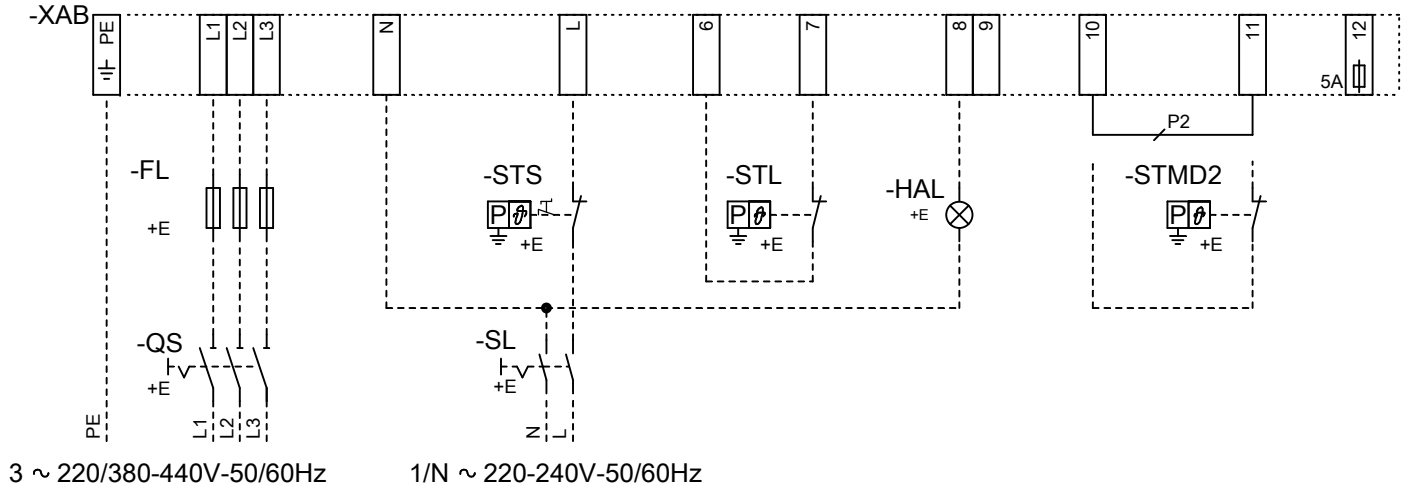 -XAB
PE
L1
L2
L3
N
L
6
7
8
9
10
11
12
5A
P2
-FL
+E
-STS
P
+E
-STL
P
+E
-HAL
+E
-STMD2
P
+E
-QS
+E
-SL
+E
PE
L1
L2
L3
N
L
3 ~ 220/380-440V-50/60Hz
1/N ~ 220-240V-50/60Hz